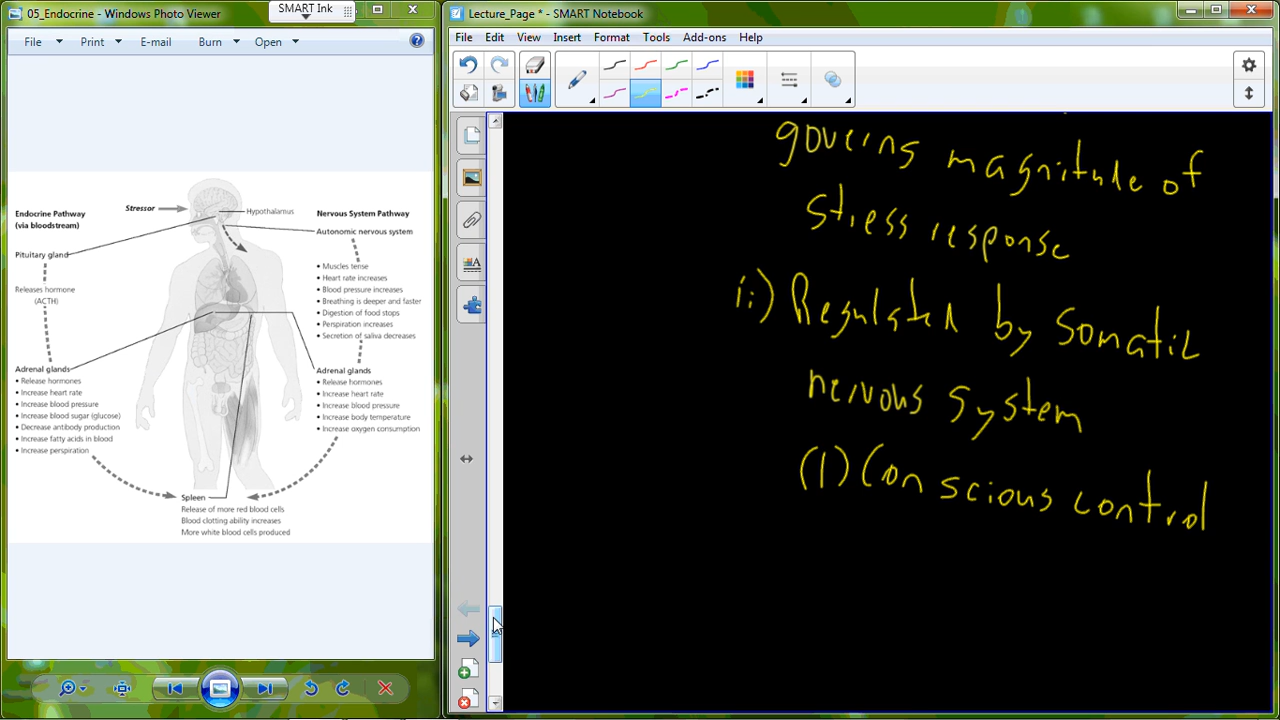 05_Endocrine - Windows Photo Viewer
SMART Ink
File
Print
E-mail
Burn
Open
Stressor
Hypothalamus
Endocrine Pathway
(via bloodstream)
Nervous System Pathway
Autonomic nervous system
Pituitary gland
Releases hormone
(ACTH)
• Muscles tense
• Heart rate increases
• Blood pressure increases
• Breathing is deeper and faster
• Digestion of food stops
• Perspiration increases
• Secretion of saliva decreases
Adrenal glands
• Release hormones
• Increase heart rate
• Increase blood pressure
• Increase blood sugar (glucose)
• Decrease antibody production
• Increase fatty acids in blood
• Increase perspiration
Adrenal glands
• Release hormones
• Increase heart rate
• Increase blood pressure
• Increase body temperature
• Increase oxygen consumption
Spleen
Release of more red blood cells
Blood clotting ability increases
More white blood cells produced
Lecture_Page * - SMART Notebook
File Edit View Insert Format Tools Add-ons Help
governs magnitude of
stress response
ii) Regulated by somatic
nervous system
(1) Conscious control